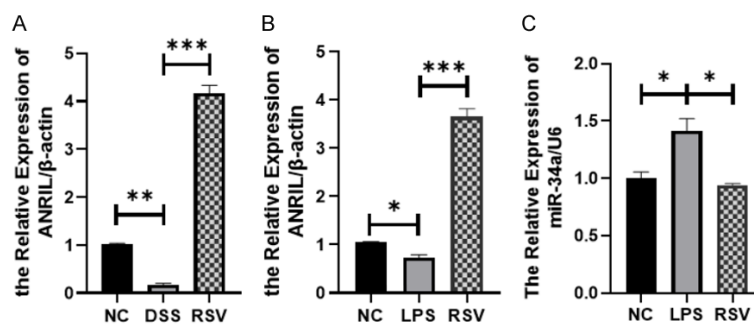 A
the Relative Expression of
ANRIL/β-actin
5
4
3
2
1
0
**
***
NC DSS RSV
B
the Relative Expression of
ANRIL/β-actin
5
4
3
2
1
0
*
***
NC LPS RSV
C
The Relative Expression of
miR-34a/U6
2.0
1.5
1.0
0.5
0.0
*
*
NC LPS RSV